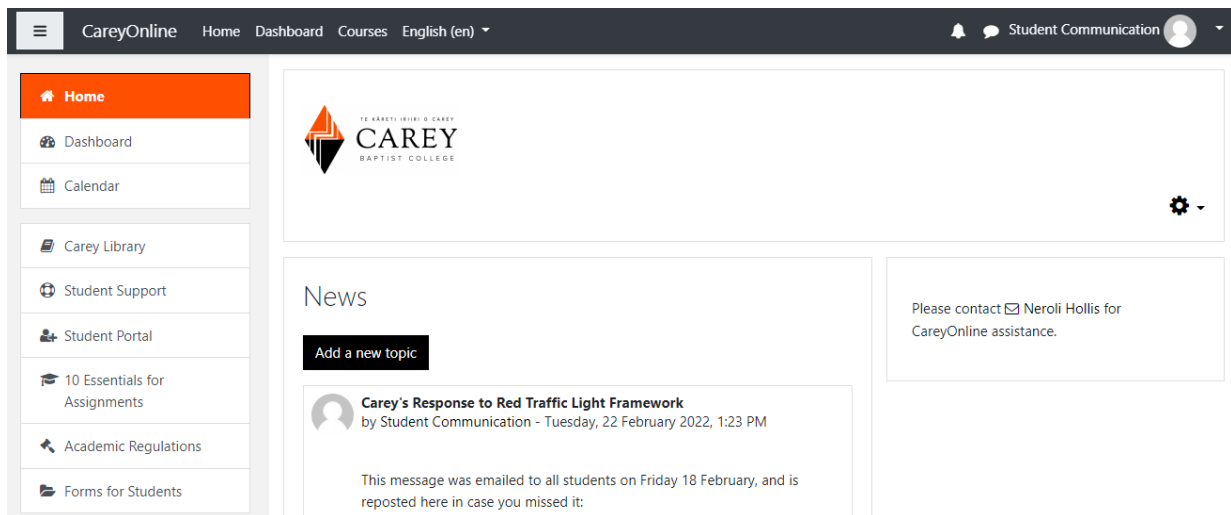 CareyOnline Home Dashboard Courses English (en) Student Communication
Home
Dashboard
Calendar
Carey Library
Student Support
Student Portal
10 Essentials for
Assignments
Academic Regulations
Forms for Students
TE KĀRETI IRIIRI O CAREY
CAREY
BAPTIST COLLEGE
News
Add a new topic
Carey's Response to Red Traffic Light Framework
by Student Communication - Tuesday, 22 February 2022, 1:23 PM
This message was emailed to all students on Friday 18 February, and is
reposted here in case you missed it:
Please contact Neroli Hollis for
CareyOnline assistance.